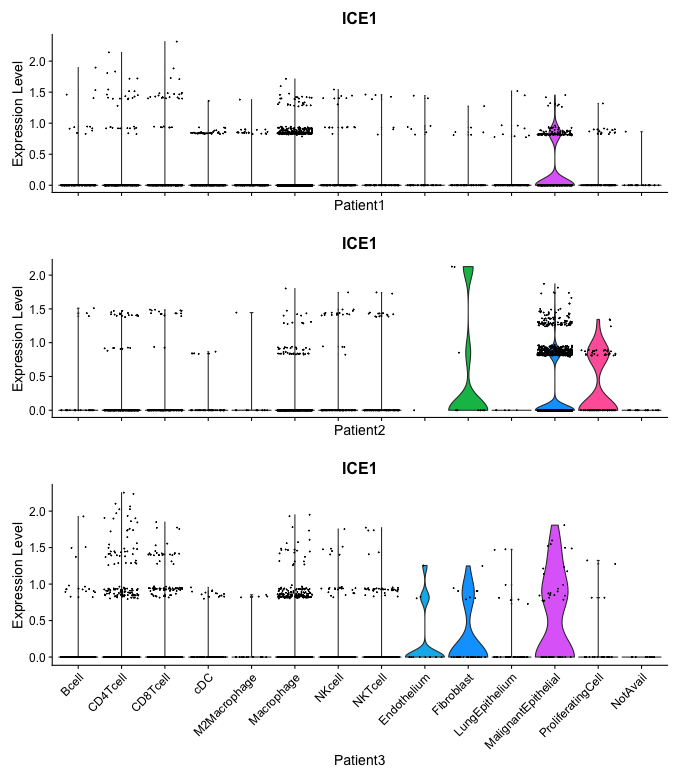 ICE1
Expression Level
2.0
1.5
1.0
0.5
0.0
Patient1
ICE1
Expression Level
2.0
1.5
1.0
0.5
0.0
Patient2
ICE1
Expression Level
2.0
1.5
1.0
0.5
0.0
Bcell
CD4Tcell
CD8Tcell
cDC
M2Macrophage
Macrophage
NKcell
NKTcell
Endothelium
Fibroblast
LungEpithelium
MalignantEpithelial
ProliferatingCell
NotAvail
Patient3